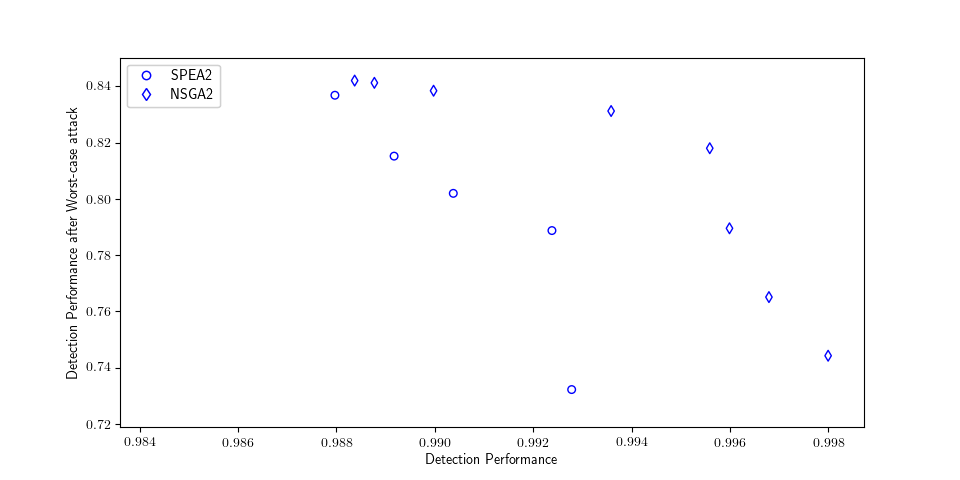 SPEA2
NSGA2
0.84
0.82
0.80
0.78
0.76
0.74
0.72
Detection Performance after Worst-case attack
0.984 0.986 0.988 0.990 0.992 0.994 0.996 0.998
Detection Performance